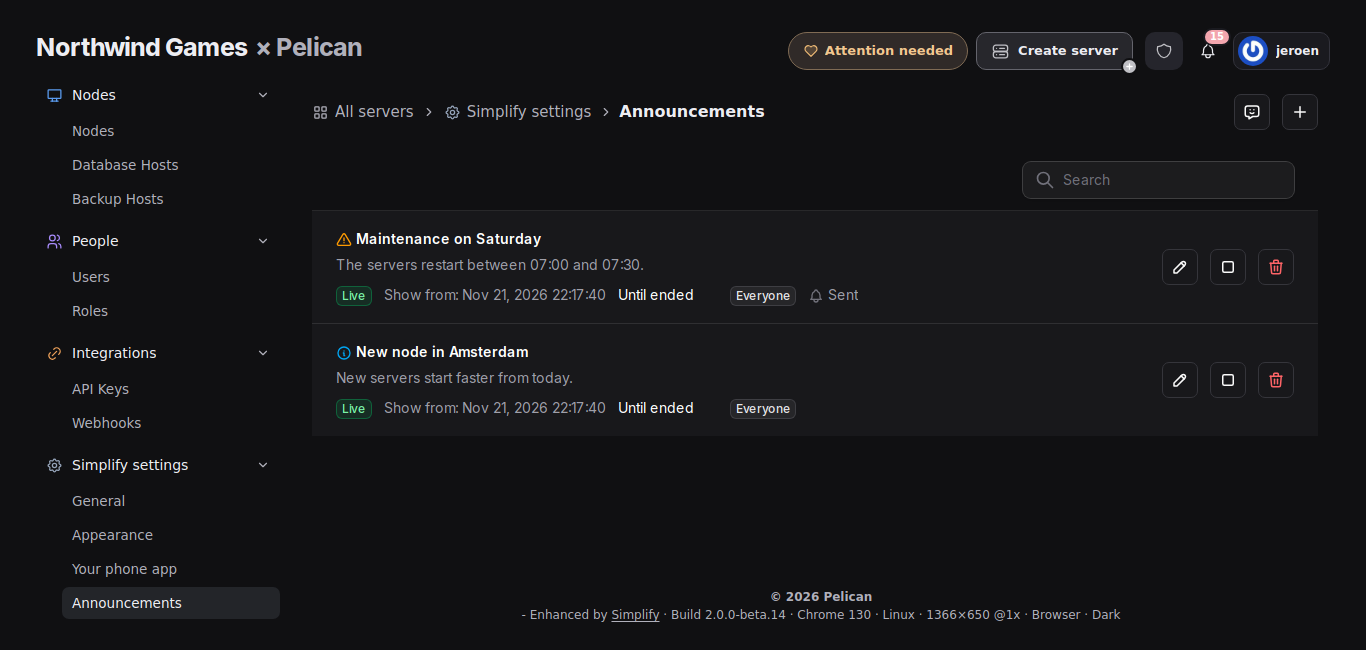 Northwind Games × Pelican
Attention needed
Create server
15
jeroen
Nodes
Nodes
Database Hosts
Backup Hosts
People
Users
Roles
Integrations
API Keys
Webhooks
Simplify settings
General
Appearance
Your phone app
Announcements
All servers > Simplify settings > Announcements
Search
Maintenance on Saturday
The servers restart between 07:00 and 07:30.
Live Show from: Nov 21, 2026 22:17:40 Until ended Everyone Sent
New node in Amsterdam
New servers start faster from today.
Live Show from: Nov 21, 2026 22:17:40 Until ended Everyone
© 2026 Pelican
- Enhanced by Simplify · Build 2.0.0-beta.14 · Chrome 130 · Linux · 1366×650 @1x · Browser · Dark